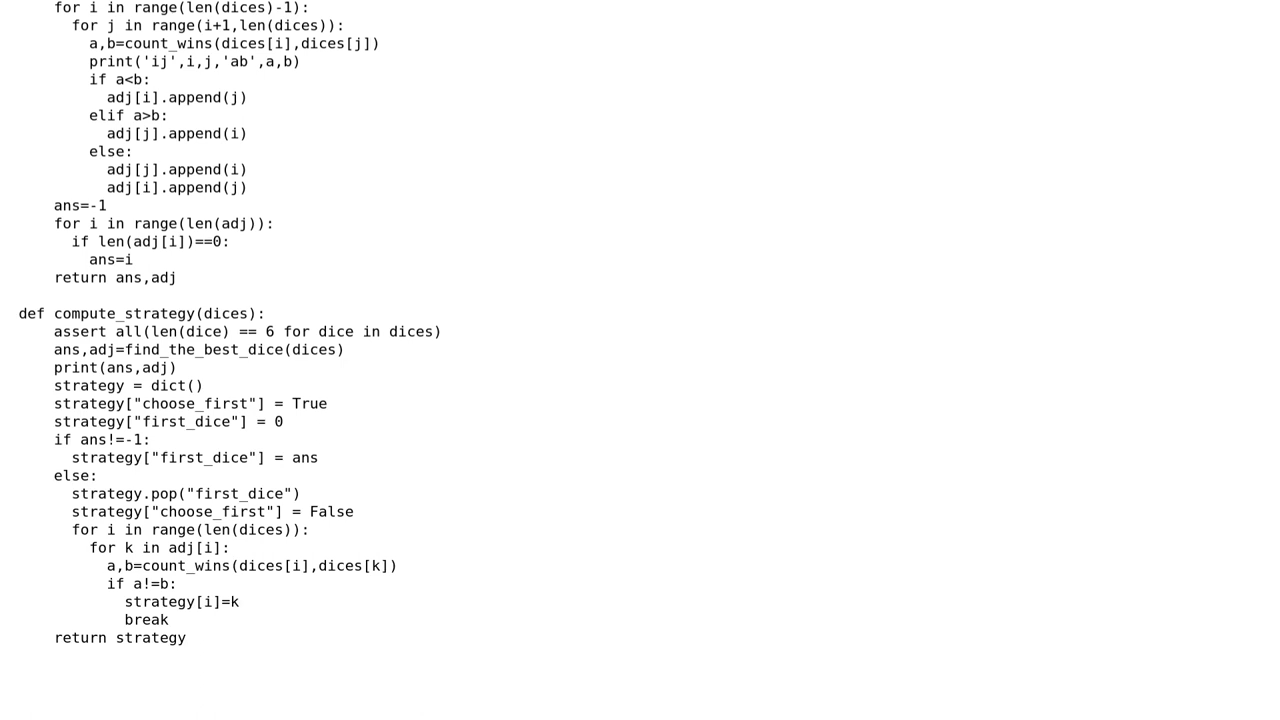 for i in range(len(dices)-1):
      for j in range(i+1,len(dices)):
        a,b=count_wins(dices[i],dices[j])
        print('ij',i,j,'ab',a,b)
        if a<b:
          adj[i].append(j)
        elif a>b:
          adj[j].append(i)
        else:
          adj[j].append(i)
          adj[i].append(j)
    ans=-1
    for i in range(len(adj)):
      if len(adj[i])==0:
        ans=i
    return ans,adj

def compute_strategy(dices):
    assert all(len(dice) == 6 for dice in dices)
    ans,adj=find_the_best_dice(dices)
    print(ans,adj)
    strategy = dict()
    strategy["choose_first"] = True
    strategy["first_dice"] = 0
    if ans!=-1:
      strategy["first_dice"] = ans
    else:
      strategy.pop("first_dice")
      strategy["choose_first"] = False
      for i in range(len(dices)):
        for k in adj[i]:
          a,b=count_wins(dices[i],dices[k])
          if a!=b:
            strategy[i]=k
            break
    return strategy